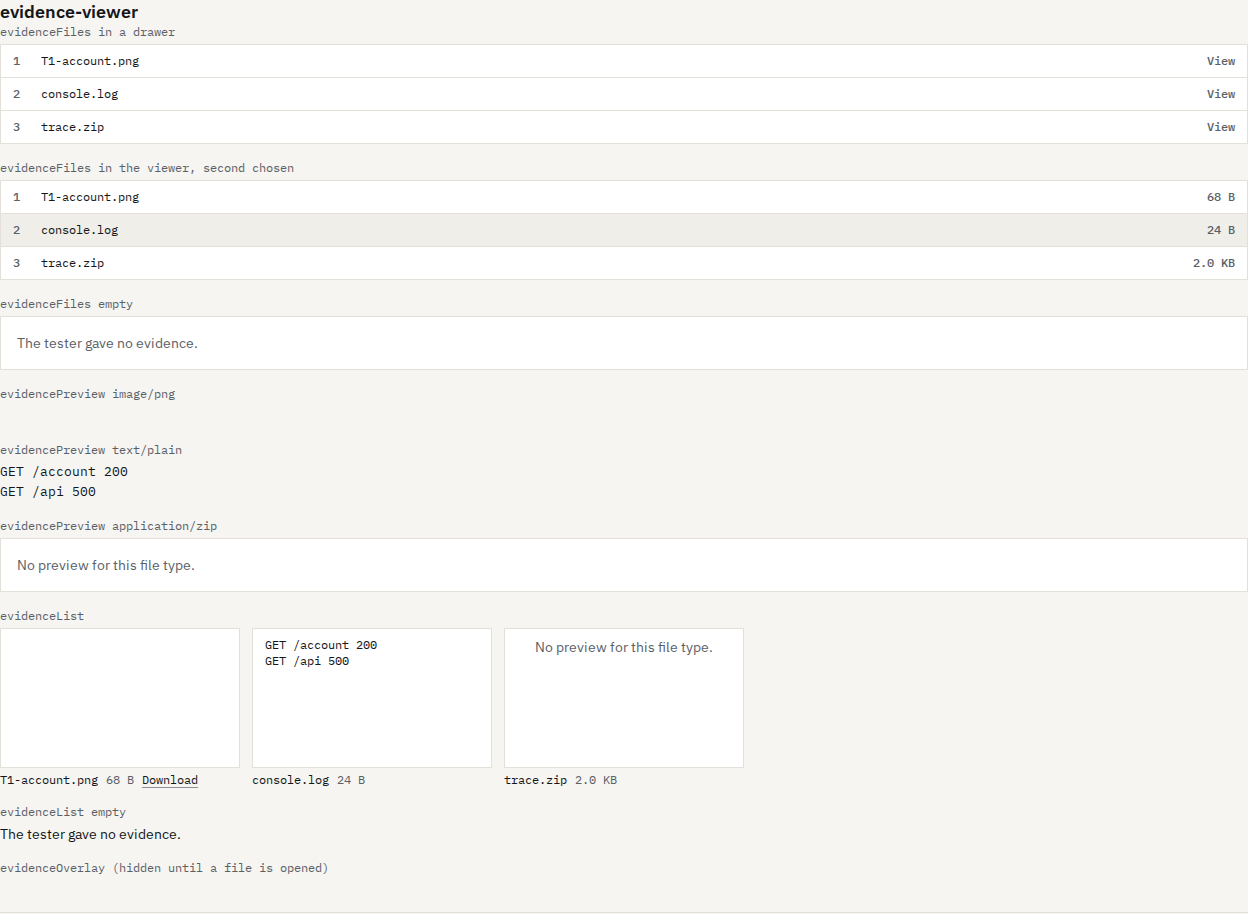 evidence-viewer
evidenceFiles in a drawer
1 T1-account.png View
2 console.log View
3 trace.zip View
evidenceFiles in the viewer, second chosen
1 T1-account.png 68 B
2 console.log 24 B
3 trace.zip 2.0 KB
evidenceFiles empty
The tester gave no evidence.
evidencePreview image/png
evidencePreview text/plain
GET /account 200
GET /api 500
evidencePreview application/zip
No preview for this file type.
evidenceList
GET /account 200
GET /api 500
No preview for this file type.
T1-account.png 68 B Download
console.log 24 B
trace.zip 2.0 KB
evidenceList empty
The tester gave no evidence.
evidenceOverlay (hidden until a file is opened)